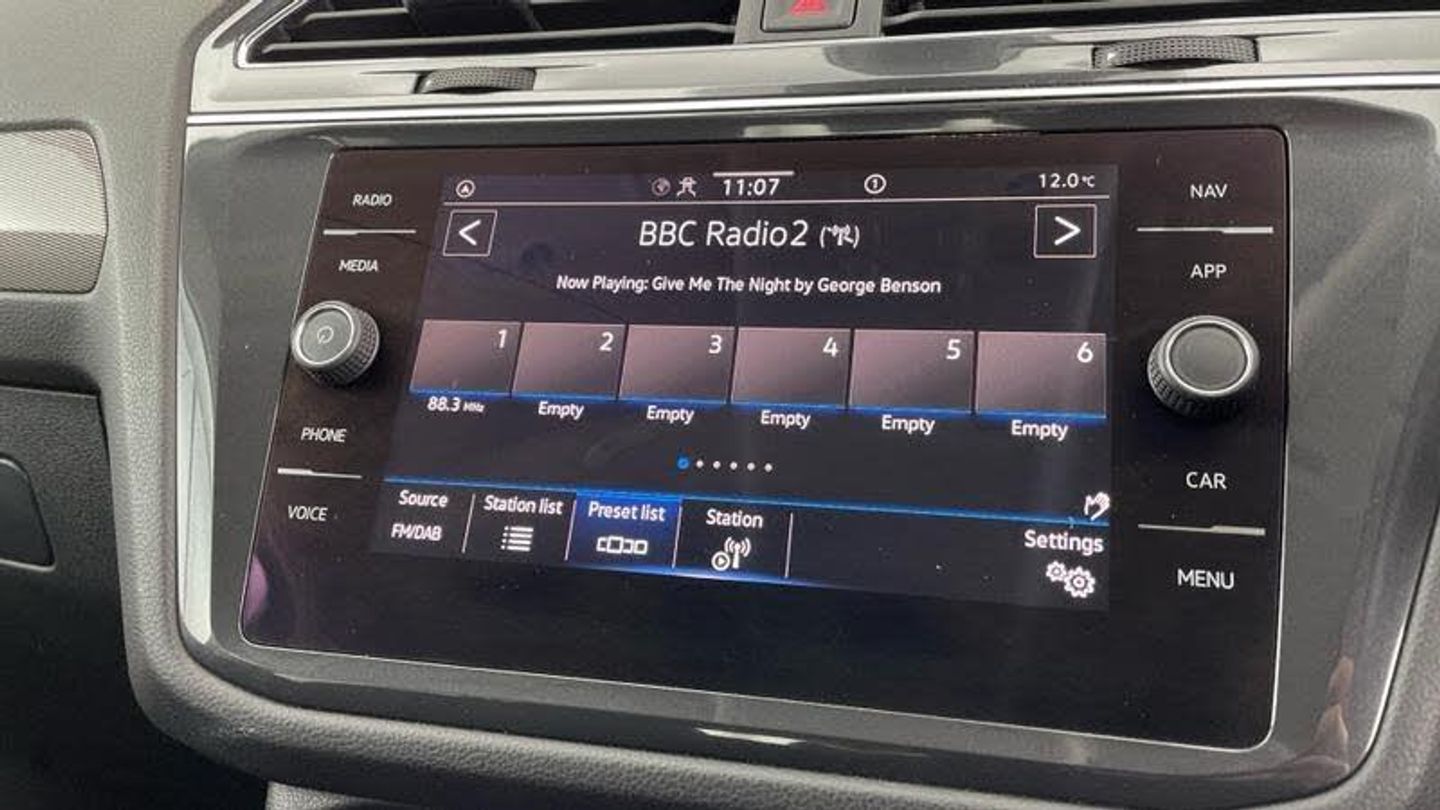 RADIO
MEDIA
PHONE
VOICE
11:07
1
12.0°C
<
BBC Radio2
>
Now Playing: Give Me The Night by George Benson
1 2 3 4 5 6
88.3 MHz Empty Empty Empty Empty Empty
Source Station list Preset list Station Settings
FM/DAB
NAV
APP
CAR
MENU